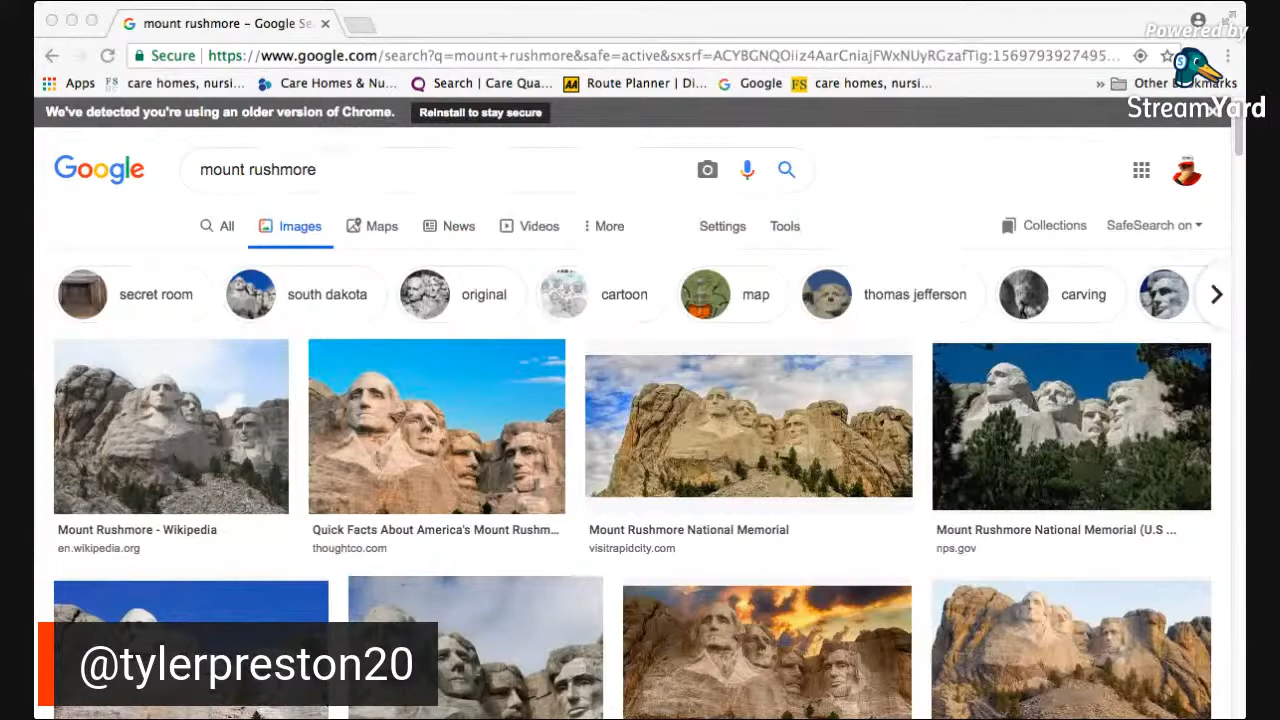 mount rushmore – Google Se
Powered by
Secure https://www.google.com/search?q=mount+rushmore&safe=active&sxsrf=ACYBGNQOiiz4AarCniajFWxNUyRGzafTig:1569793927495...
Apps FS care homes, nursi... Care Homes & Nu... Search | Care Qua... AA Route Planner | Di... Google FS care homes, nursi... » Other Bookmarks
StreamYard
We've detected you're using an older version of Chrome. Reinstall to stay secure
Google mount rushmore
All Images Maps News Videos More Settings Tools Collections SafeSearch on
secret room south dakota original cartoon map thomas jefferson carving
Mount Rushmore - Wikipedia Quick Facts About America's Mount Rushm... Mount Rushmore National Memorial Mount Rushmore National Memorial (U.S ...
en.wikipedia.org thoughtco.com visitrapidcity.com nps.gov
@tylerpreston20